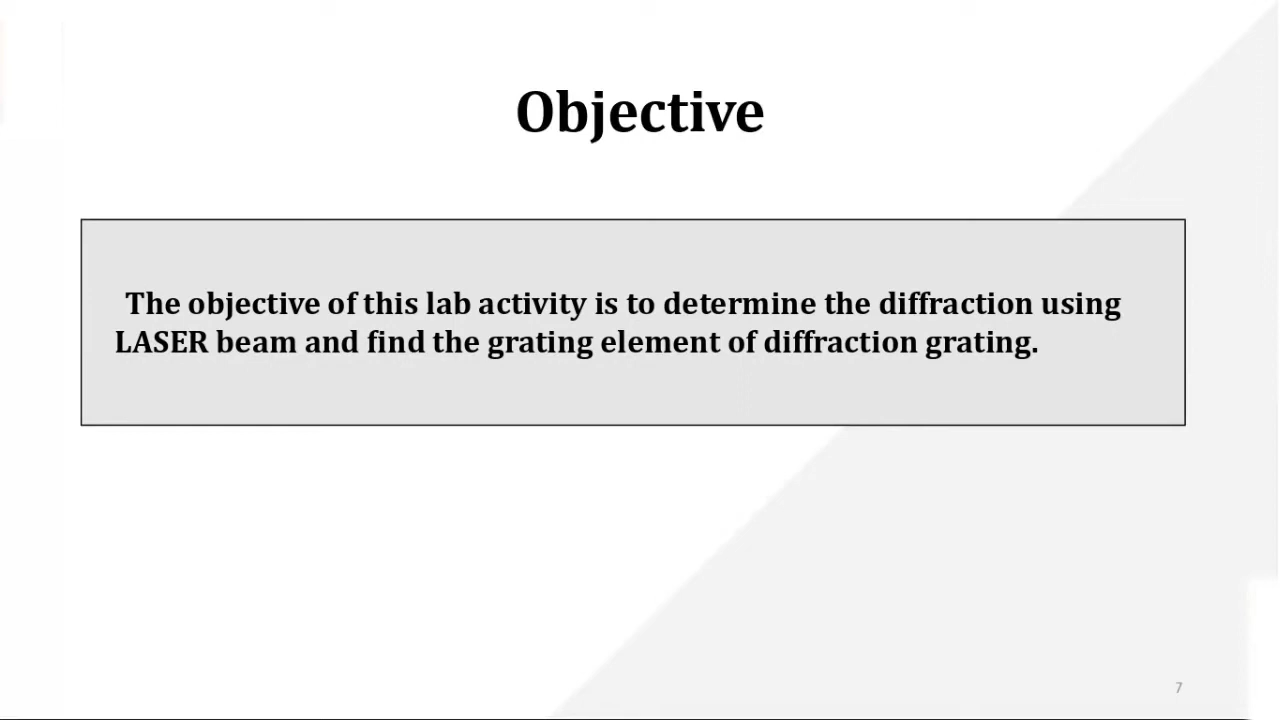 Objective
The objective of this lab activity is to determine the diffraction using
LASER beam and find the grating element of diffraction grating.
7